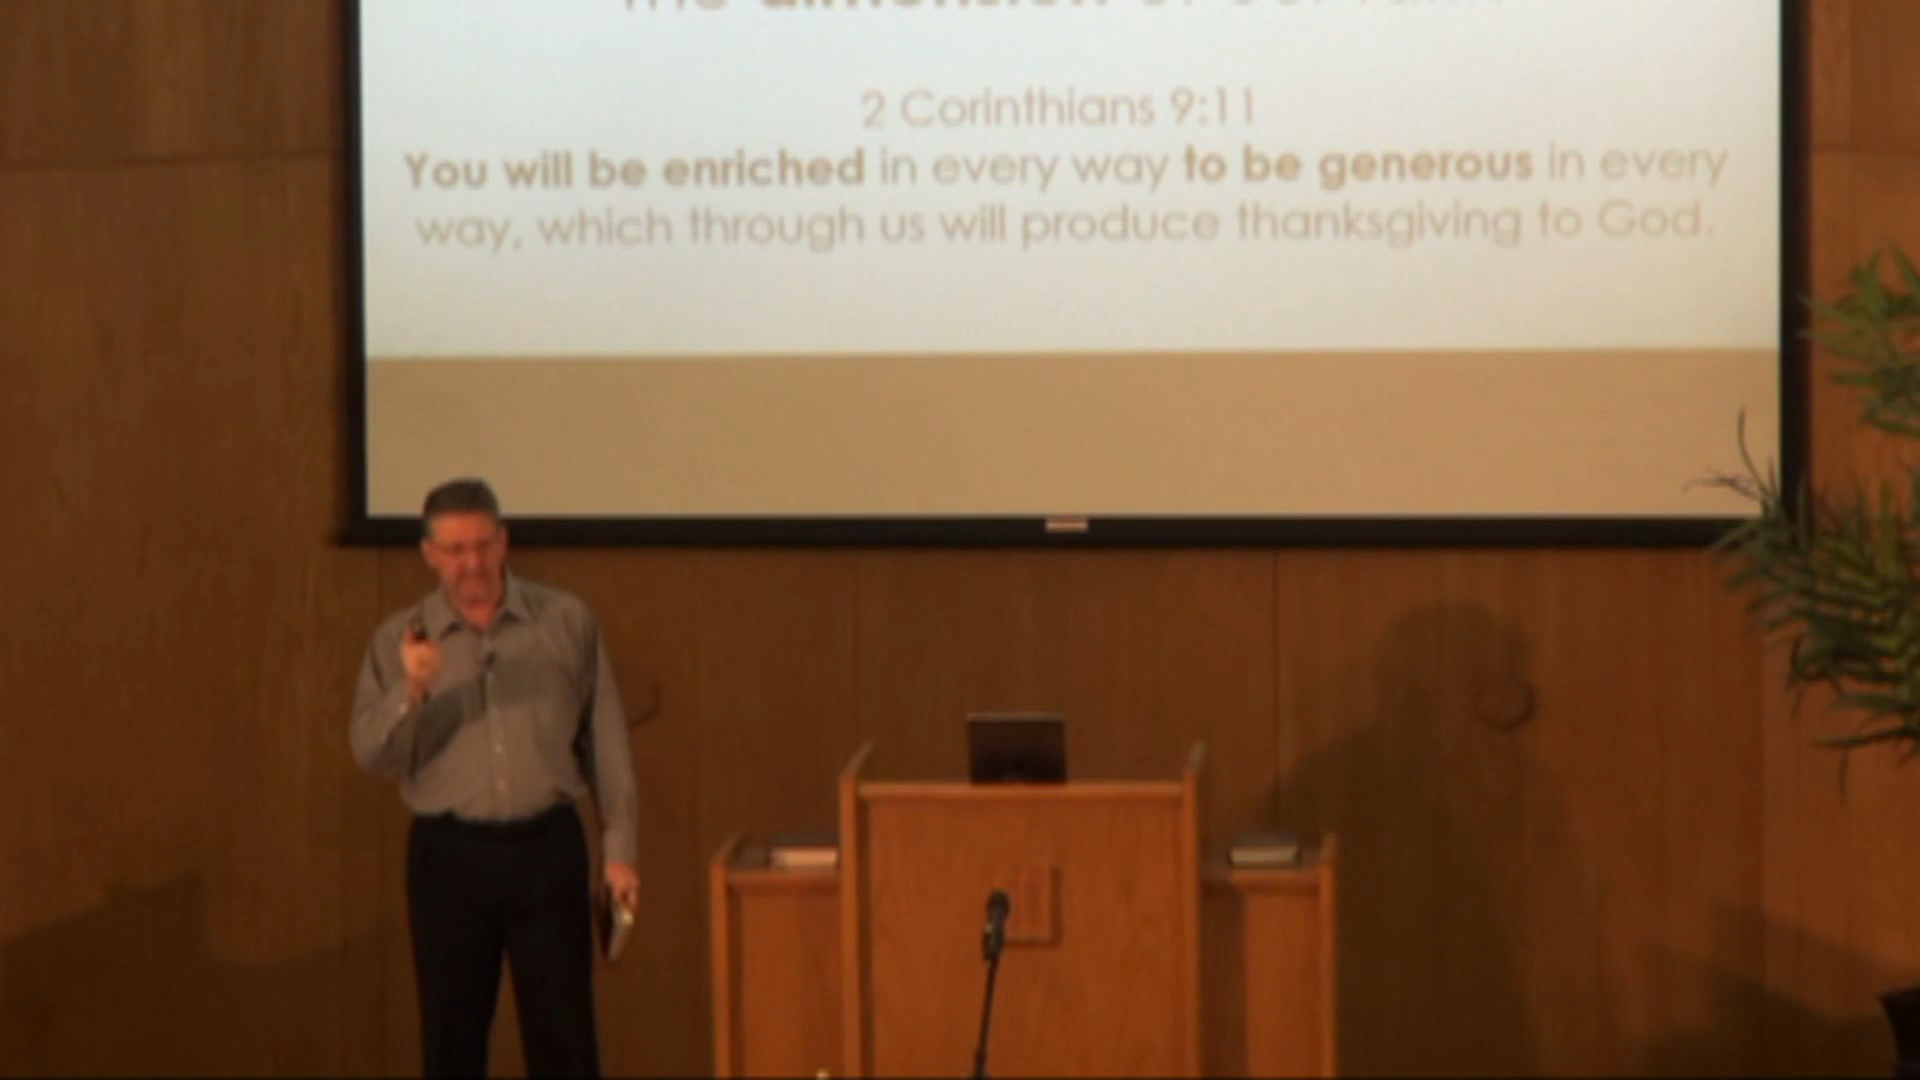 2 Corinthians 9:11
You will be enriched in every way to be generous in every
way, which through us will produce thanksgiving to God.